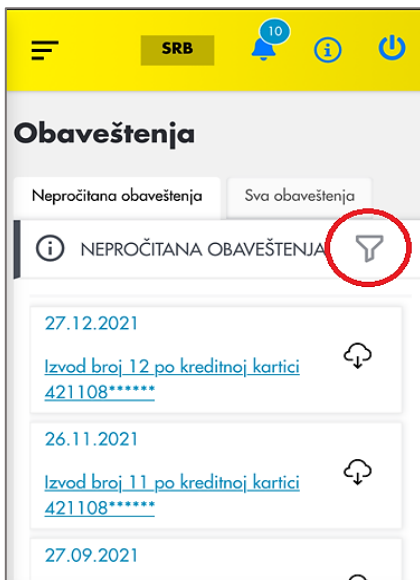 SRB
10
Obaveštenja
Nepročitana obaveštenja
Sva obaveštenja
NEPROČITANA OBAVEŠTENJA
27.12.2021
Izvod broj 12 po kreditnoj kartici
421108******
26.11.2021
Izvod broj 11 po kreditnoj kartici
421108******
27.09.2021